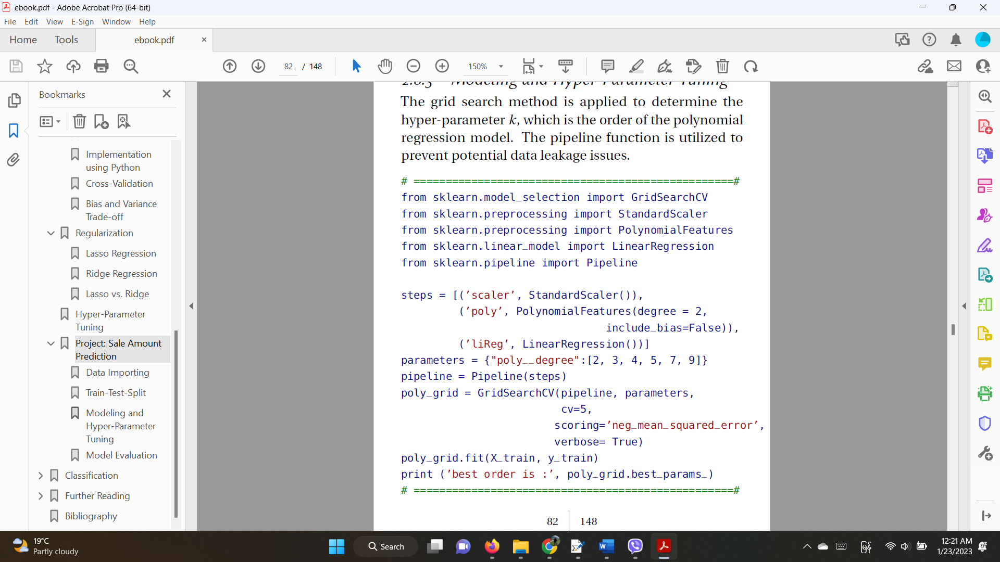 ebook.pdf - Adobe Acrobat Pro (64-bit)
File Edit View E-Sign Window Help
Home Tools ebook.pdf
82 / 148 150%
Bookmarks
Implementation
using Python
Cross-Validation
Bias and Variance
Trade-off
Regularization
Lasso Regression
Ridge Regression
Lasso vs. Ridge
Hyper-Parameter
Tuning
Project: Sale Amount
Prediction
Data Importing
Train-Test-Split
Modeling and
Hyper-Parameter
Tuning
Model Evaluation
Classification
Further Reading
Bibliography
Modeling and Hyper-Parameter Tuning
The grid search method is applied to determine the
hyper-parameter k, which is the order of the polynomial
regression model. The pipeline function is utilized to
prevent potential data leakage issues.
# ==================================================#
from sklearn.model_selection import GridSearchCV
from sklearn.preprocessing import StandardScaler
from sklearn.preprocessing import PolynomialFeatures
from sklearn.linear_model import LinearRegression
from sklearn.pipeline import Pipeline
steps = [(’scaler’, StandardScaler()),
(’poly’, PolynomialFeatures(degree = 2,
include_bias=False)),
(’liReg’, LinearRegression())]
parameters = {"poly__degree":[2, 3, 4, 5, 7, 9]}
pipeline = Pipeline(steps)
poly_grid = GridSearchCV(pipeline, parameters,
cv=5,
scoring=’neg_mean_squared_error’,
verbose= True)
poly_grid.fit(X_train, y_train)
print (’best order is :’, poly_grid.best_params_)
# ==================================================#
82 148
19°C
Partly cloudy
Search
မြန်
12:21 AM
1/23/2023